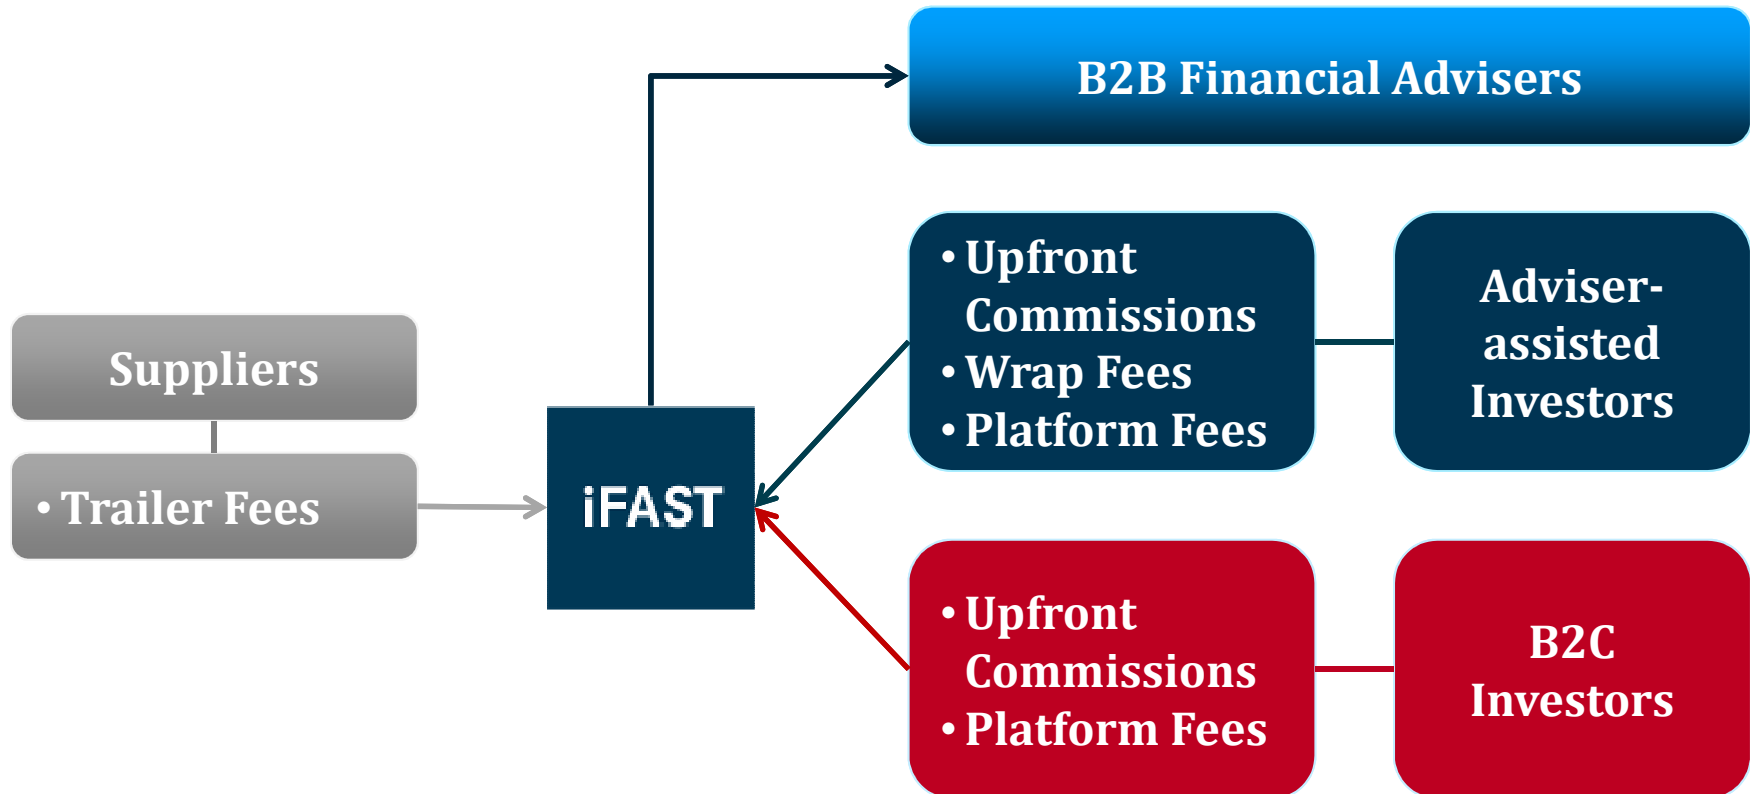 B2B Financial Advisers
Suppliers
• Trailer Fees
iFAST
• Upfront
Commissions
• Wrap Fees
• Platform Fees
Adviser-
assisted
Investors
• Upfront
Commissions
• Platform Fees
B2C
Investors